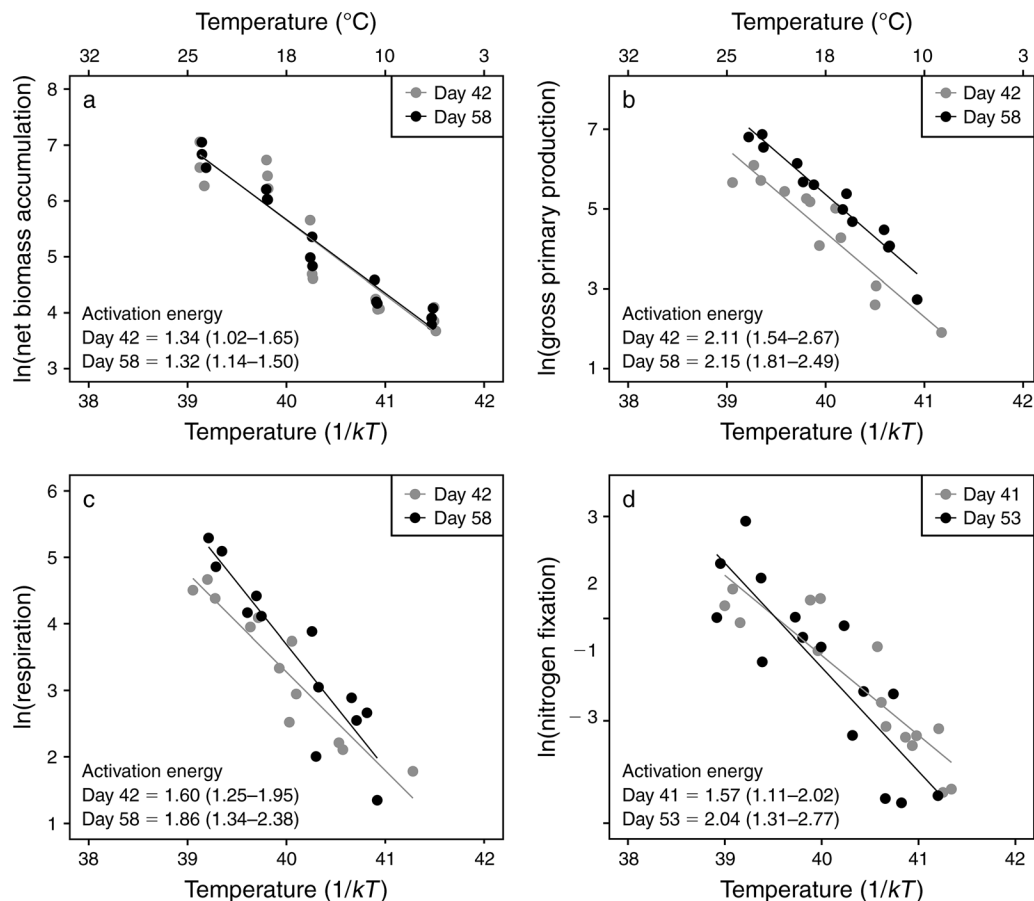 Temperature (°C)
32 25 18 10 3
a
Day 42
Day 58
8
7
6
5
4
3
ln(net biomass accumulation)
Activation energy
Day 42 = 1.34 (1.02–1.65)
Day 58 = 1.32 (1.14–1.50)
38 39 40 41 42
Temperature (1/kT)
Temperature (°C)
32 25 18 10 3
b
Day 42
Day 58
7
5
3
1
ln(gross primary production)
Activation energy
Day 42 = 2.11 (1.54–2.67)
Day 58 = 2.15 (1.81–2.49)
38 39 40 41 42
Temperature (1/kT)
c
Day 42
Day 58
6
5
4
3
2
1
ln(respiration)
Activation energy
Day 42 = 1.60 (1.25–1.95)
Day 58 = 1.86 (1.34–2.38)
38 39 40 41 42
Temperature (1/kT)
d
Day 41
Day 53
3
2
−1
−3
ln(nitrogen fixation)
Activation energy
Day 41 = 1.57 (1.11–2.02)
Day 53 = 2.04 (1.31–2.77)
38 39 40 41 42
Temperature (1/kT)